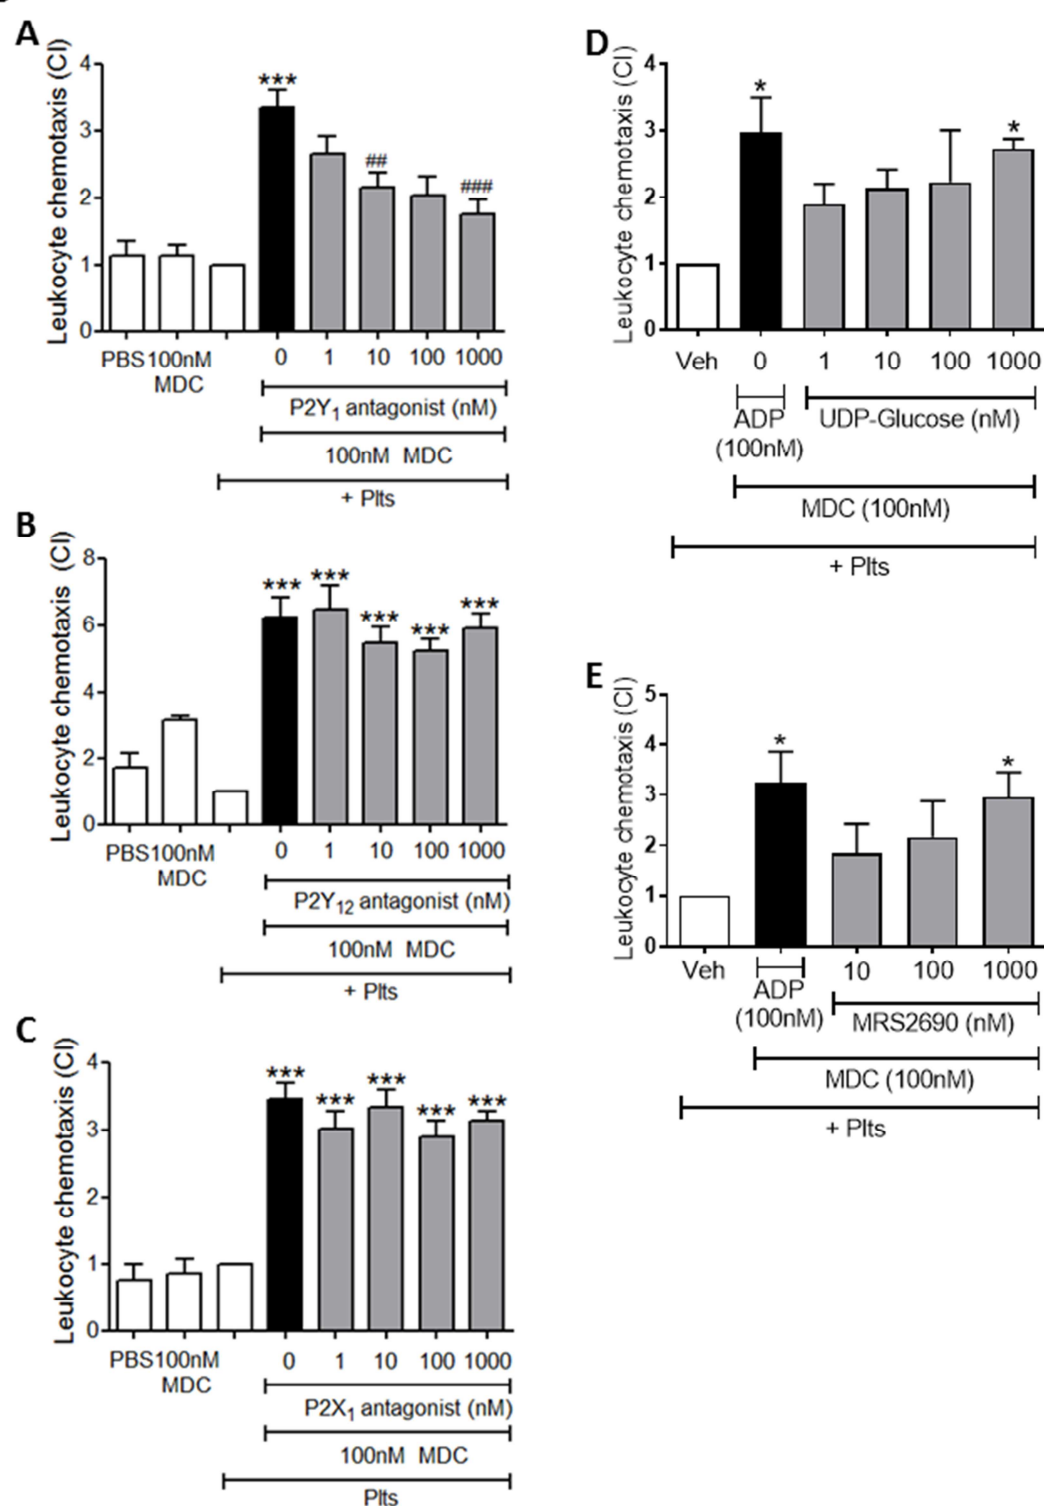 A
Leukocyte chemotaxis (CI)
4
3
2
1
0
***
##
###
PBS 100nM 0 1 10 100 1000
MDC
P2Y1 antagonist (nM)
100nM MDC
+ Plts
B
Leukocyte chemotaxis (CI)
8
6
4
2
0
*** *** *** *** ***
PBS 100nM 0 1 10 100 1000
MDC
P2Y12 antagonist (nM)
100nM MDC
+ Plts
C
Leukocyte chemotaxis (CI)
4
3
2
1
0
*** *** *** *** ***
PBS 100nM 0 1 10 100 1000
MDC
P2X1 antagonist (nM)
100nM MDC
Plts
D
Leukocyte chemotaxis (CI)
4
3
2
1
0
* *
Veh 0 1 10 100 1000
ADP
(100nM)
UDP-Glucose (nM)
MDC (100nM)
+ Plts
E
Leukocyte chemotaxis (CI)
5
4
3
2
1
0
* *
Veh 10 100 1000
ADP
(100nM)
MRS2690 (nM)
MDC (100nM)
+ Plts